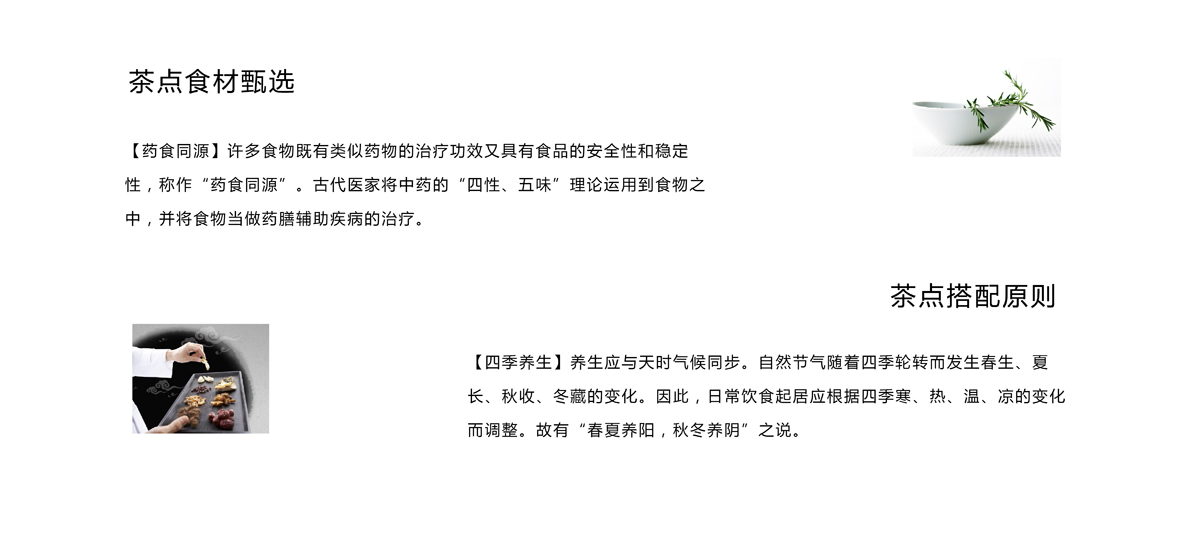 茶点食材甄选
【药食同源】许多食物既有类似药物的治疗功效又具有食品的安全性和稳定
性，称作“药食同源”。古代医家将中药的“四性、五味”理论运用到食物之
中，并将食物当做药膳辅助疾病的治疗。
茶点搭配原则
【四季养生】养生应与天时气候同步。自然节气随着四季轮转而发生春生、夏
长、秋收、冬藏的变化。因此，日常饮食起居应根据四季寒、热、温、凉的变化
而调整。故有“春夏养阳，秋冬养阴”之说。